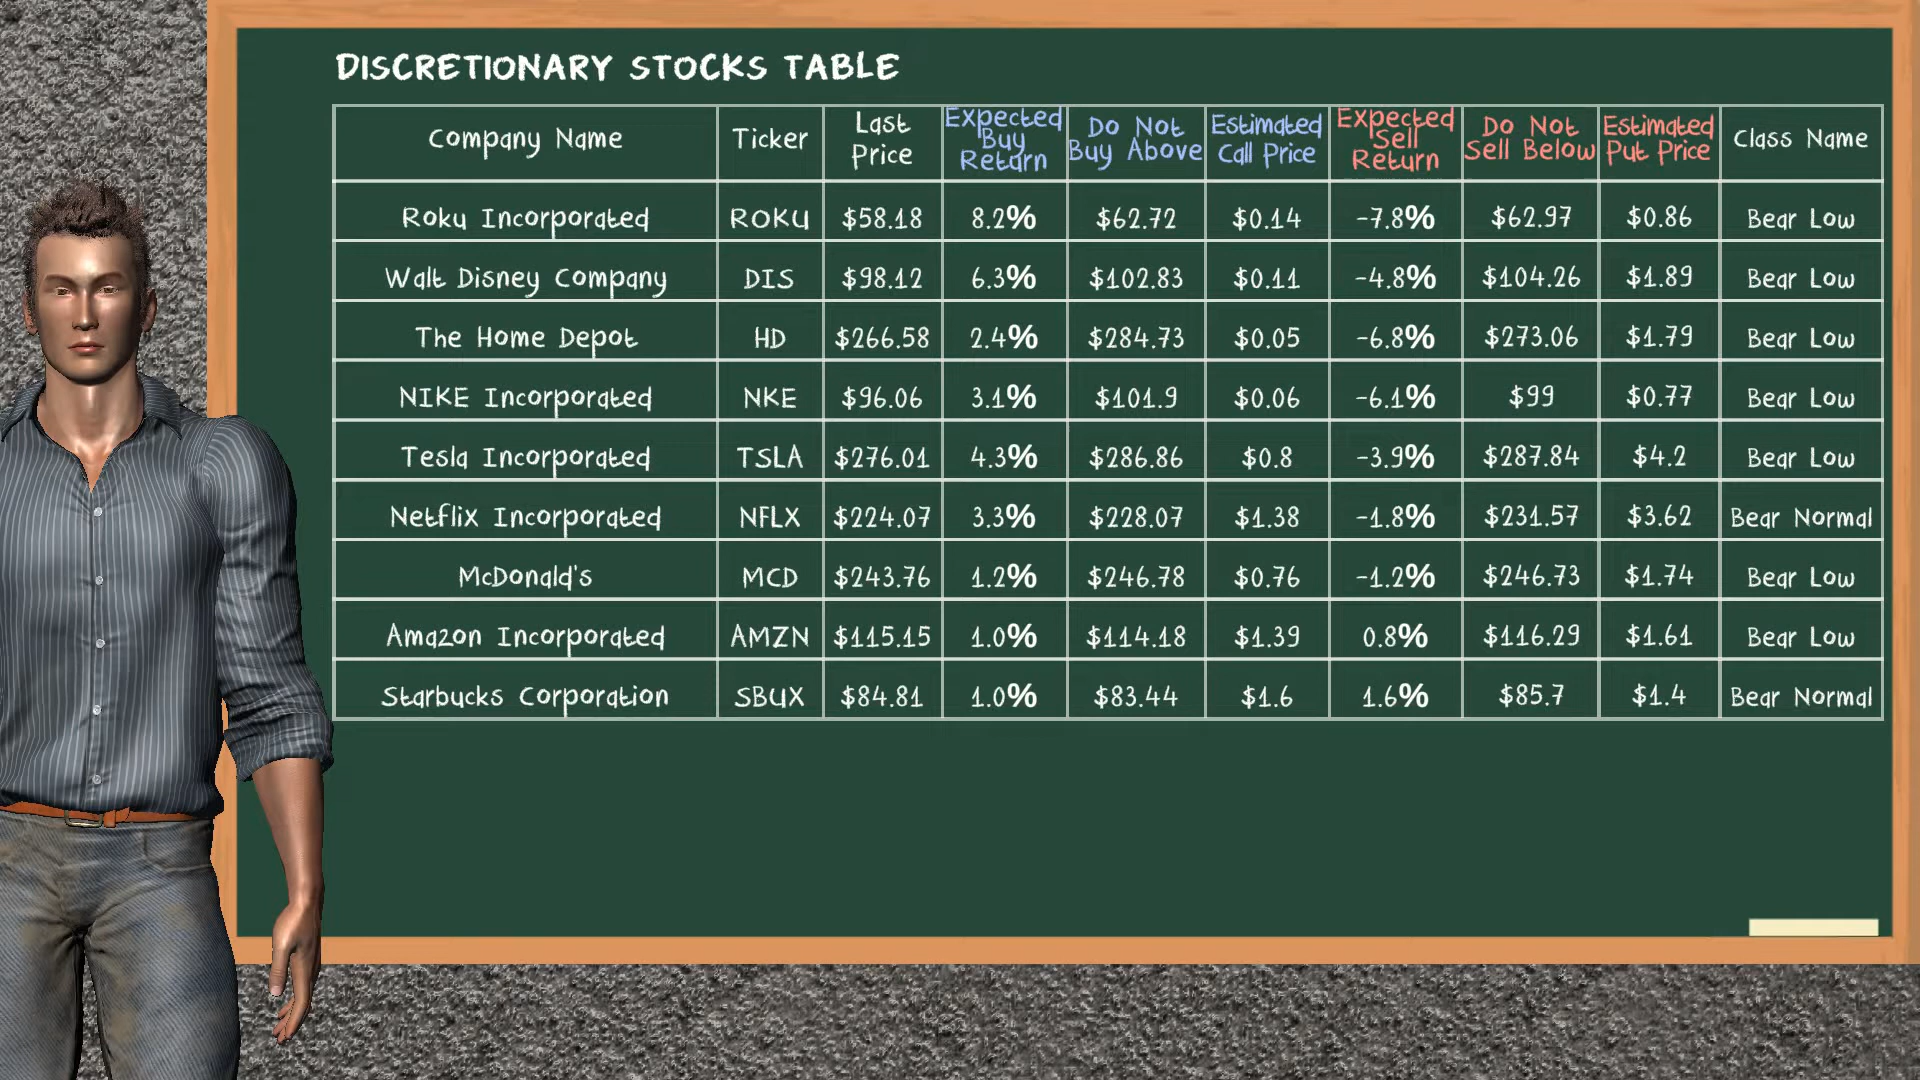 DISCRETIONARY STOCKS TABLE
Company Name Ticker Last Price Expected Buy Return Do Not Buy Above Estimated Call Price Expected Sell Return Do Not Sell Below Estimated Put Price Class Name
Roku Incorporated ROKU $58.18 8.2% $62.72 $0.14 -7.8% $62.97 $0.86 Bear Low
Walt Disney Company DIS $98.12 6.3% $102.83 $0.11 -4.8% $104.26 $1.89 Bear Low
The Home Depot HD $266.58 2.4% $284.73 $0.05 -6.8% $273.06 $1.79 Bear Low
NIKE Incorporated NKE $96.06 3.1% $101.9 $0.06 -6.1% $99 $0.77 Bear Low
Tesla Incorporated TSLA $276.01 4.3% $286.86 $0.8 -3.9% $287.84 $4.2 Bear Low
Netflix Incorporated NFLX $224.07 3.3% $228.07 $1.38 -1.8% $231.57 $3.62 Bear Normal
McDonald's MCD $243.76 1.2% $246.78 $0.76 -1.2% $246.73 $1.74 Bear Low
Amazon Incorporated AMZN $115.15 1.0% $114.18 $1.39 0.8% $116.29 $1.61 Bear Low
Starbucks Corporation SBUX $84.81 1.0% $83.44 $1.6 1.6% $85.7 $1.4 Bear Normal